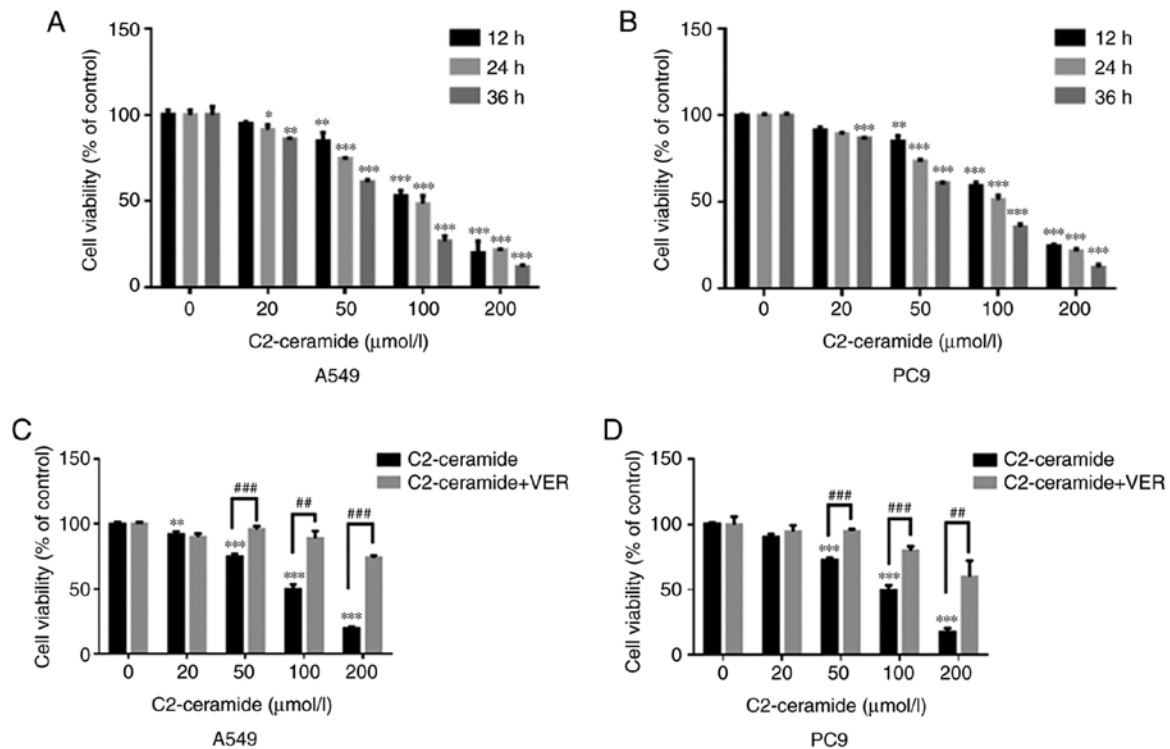 A
150
100
50
0
Cell viability (% of control)
12 h
24 h
36 h
*
**
**
***
***
***
***
***
***
***
***
0 20 50 100 200
C2-ceramide (μmol/l)
A549
B
150
100
50
0
Cell viability (% of control)
12 h
24 h
36 h
***
**
***
***
***
***
***
***
***
***
0 20 50 100 200
C2-ceramide (μmol/l)
PC9
C
150
100
50
0
Cell viability (% of control)
C2-ceramide
C2-ceramide+VER
### ## ###
** *** *** ***
0 20 50 100 200
C2-ceramide (μmol/l)
A549
D
150
100
50
0
Cell viability (% of control)
C2-ceramide
C2-ceramide+VER
### ### ##
*** *** ***
0 20 50 100 200
C2-ceramide (μmol/l)
PC9